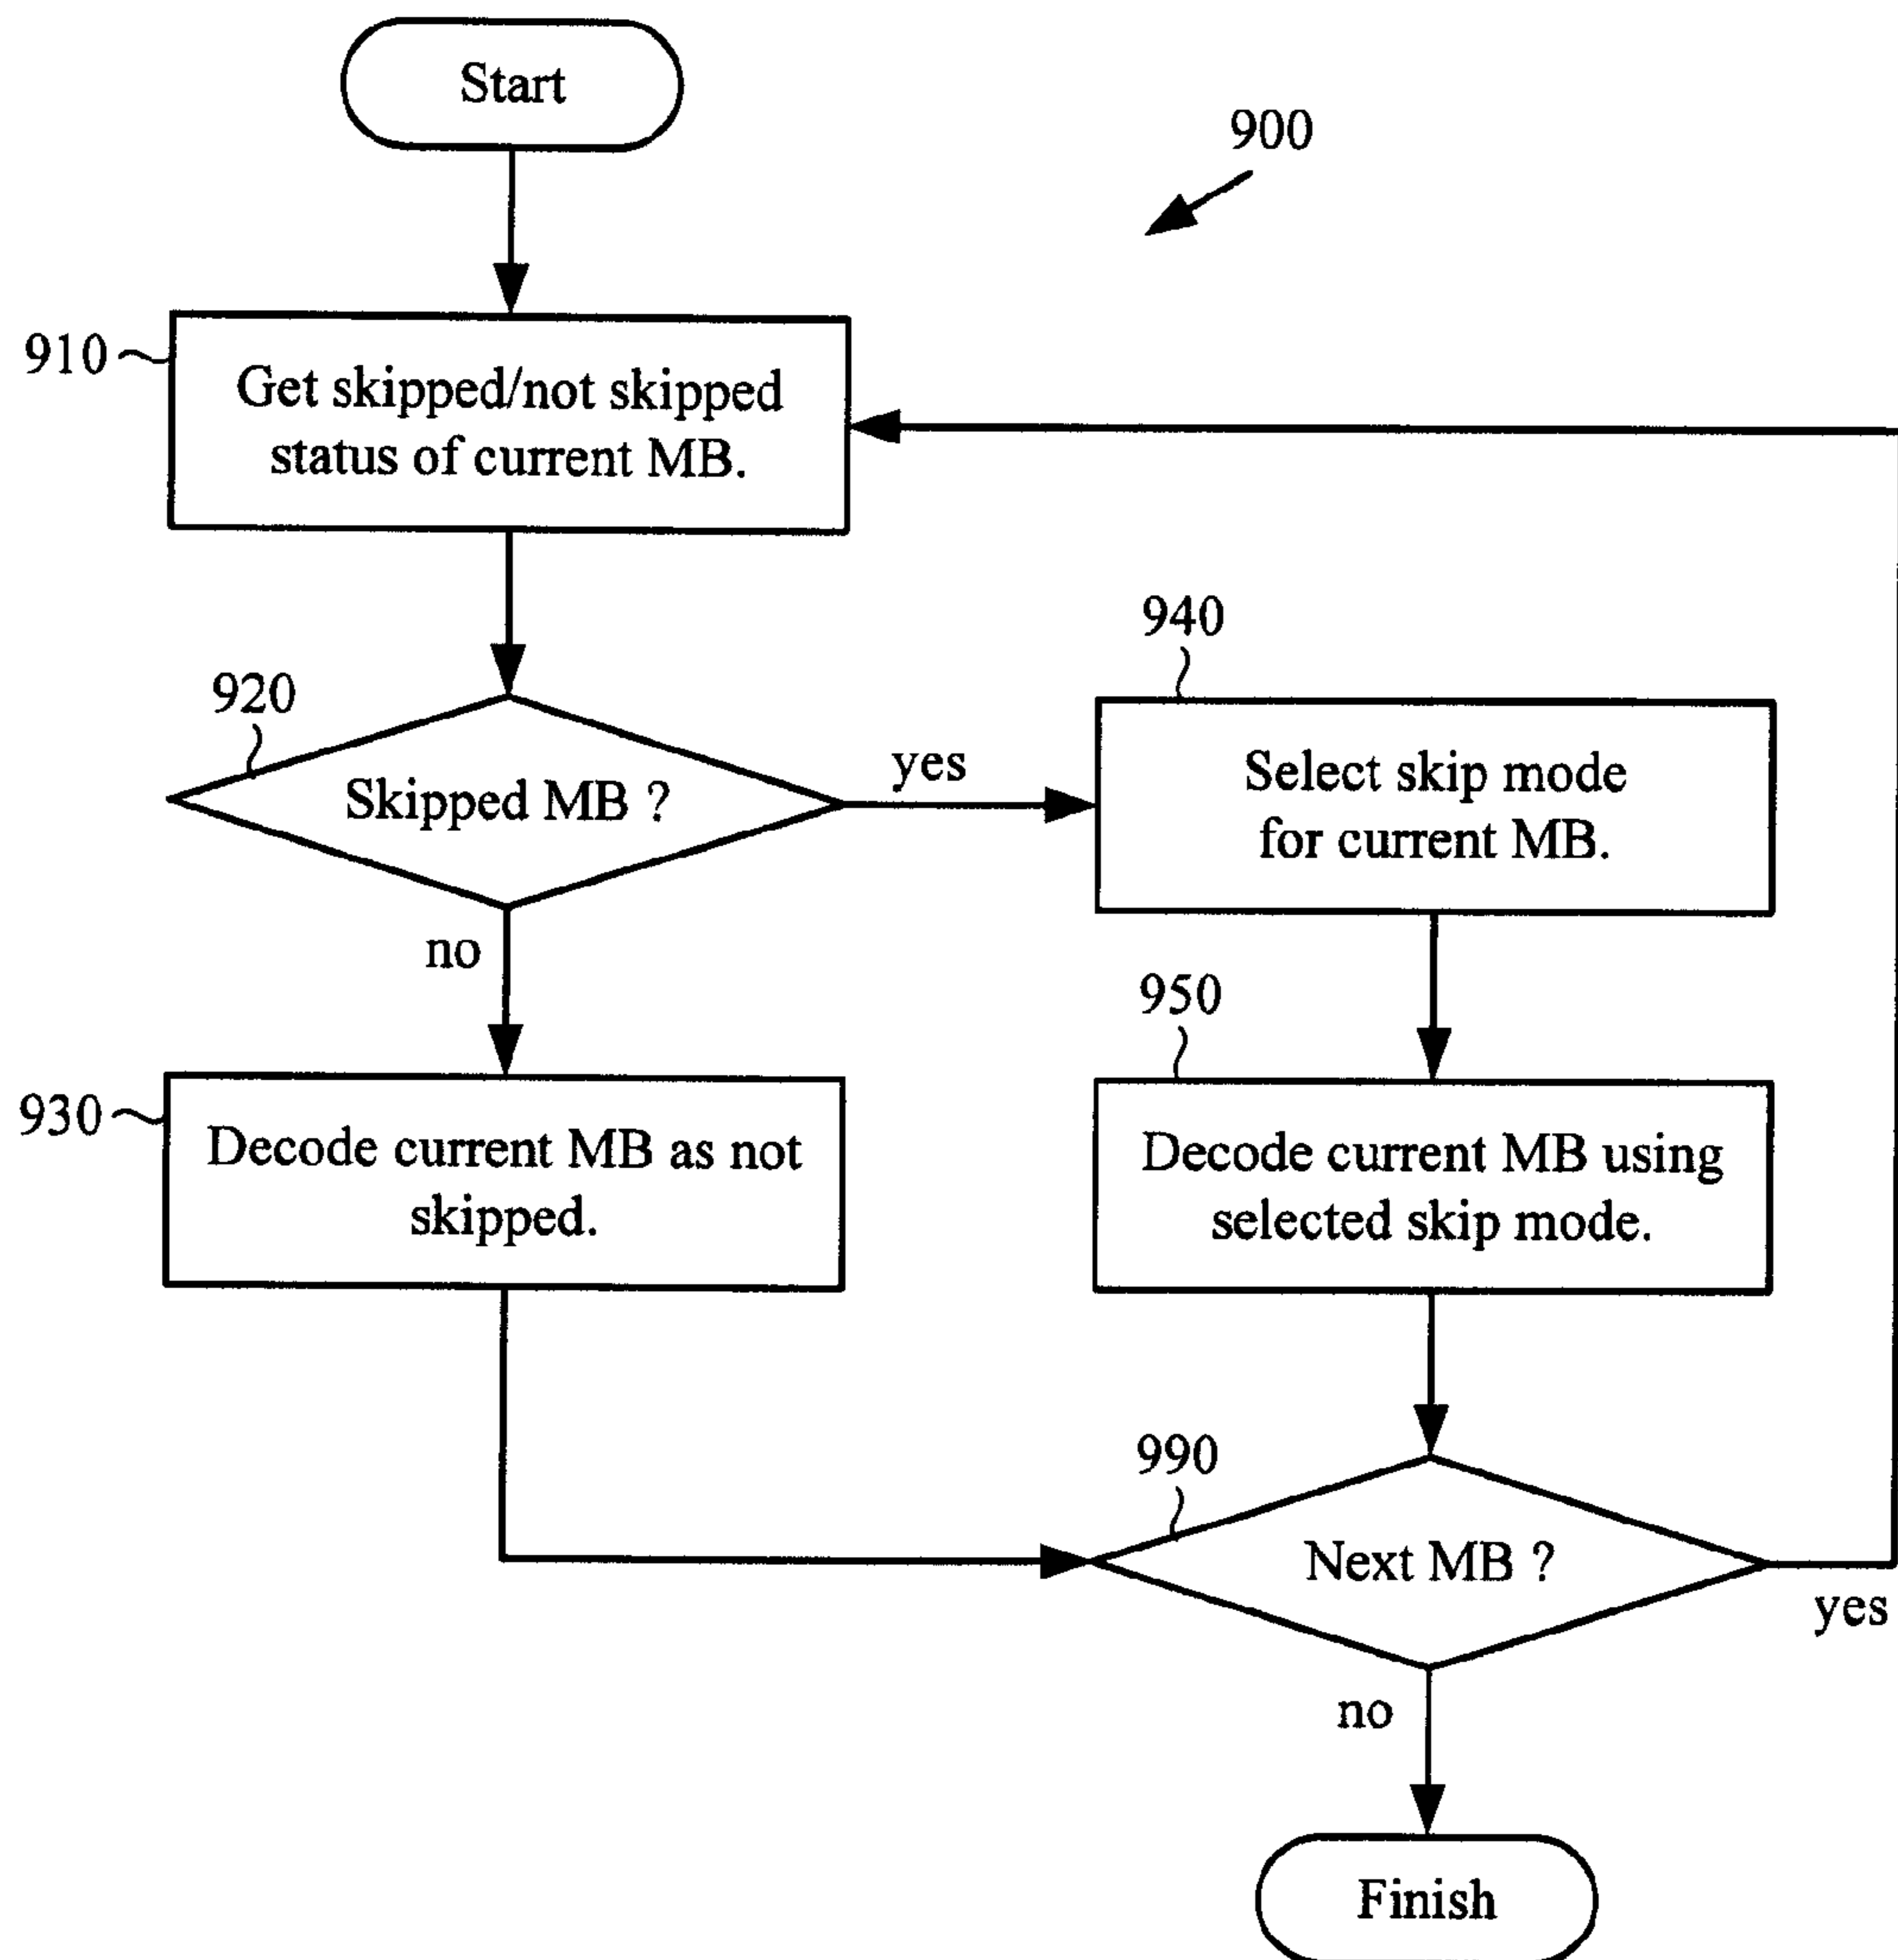 Start
900
910
Get skipped/not skipped
status of current MB.
920
Skipped MB ?
yes
no
940
Select skip mode
for current MB.
930
Decode current MB as not
skipped.
950
Decode current MB using
selected skip mode.
990
Next MB ?
yes
no
Finish